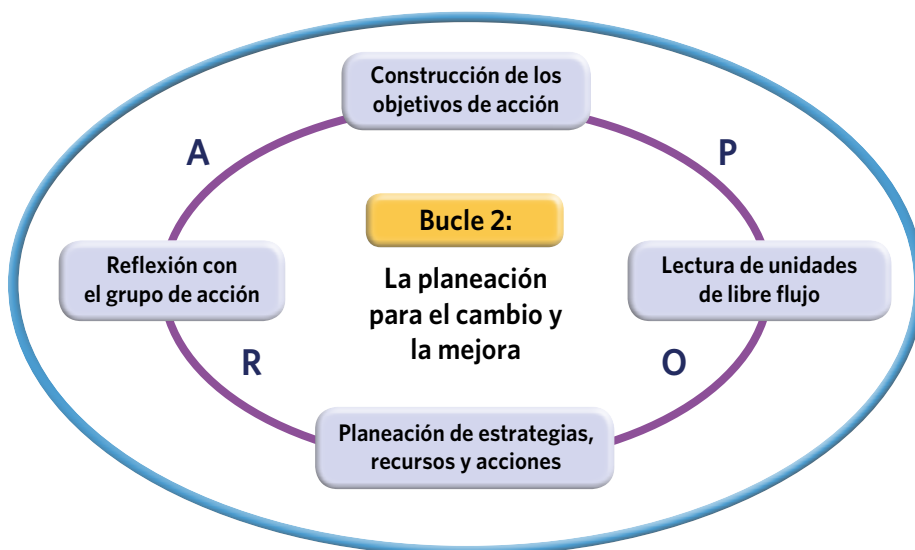 Construcción de los
objetivos de acción
A
P
Bucle 2:
Reflexión con
el grupo de acción
La planeación
para el cambio y
la mejora
Lectura de unidades
de libre flujo
R
O
Planeación de estrategias,
recursos y acciones